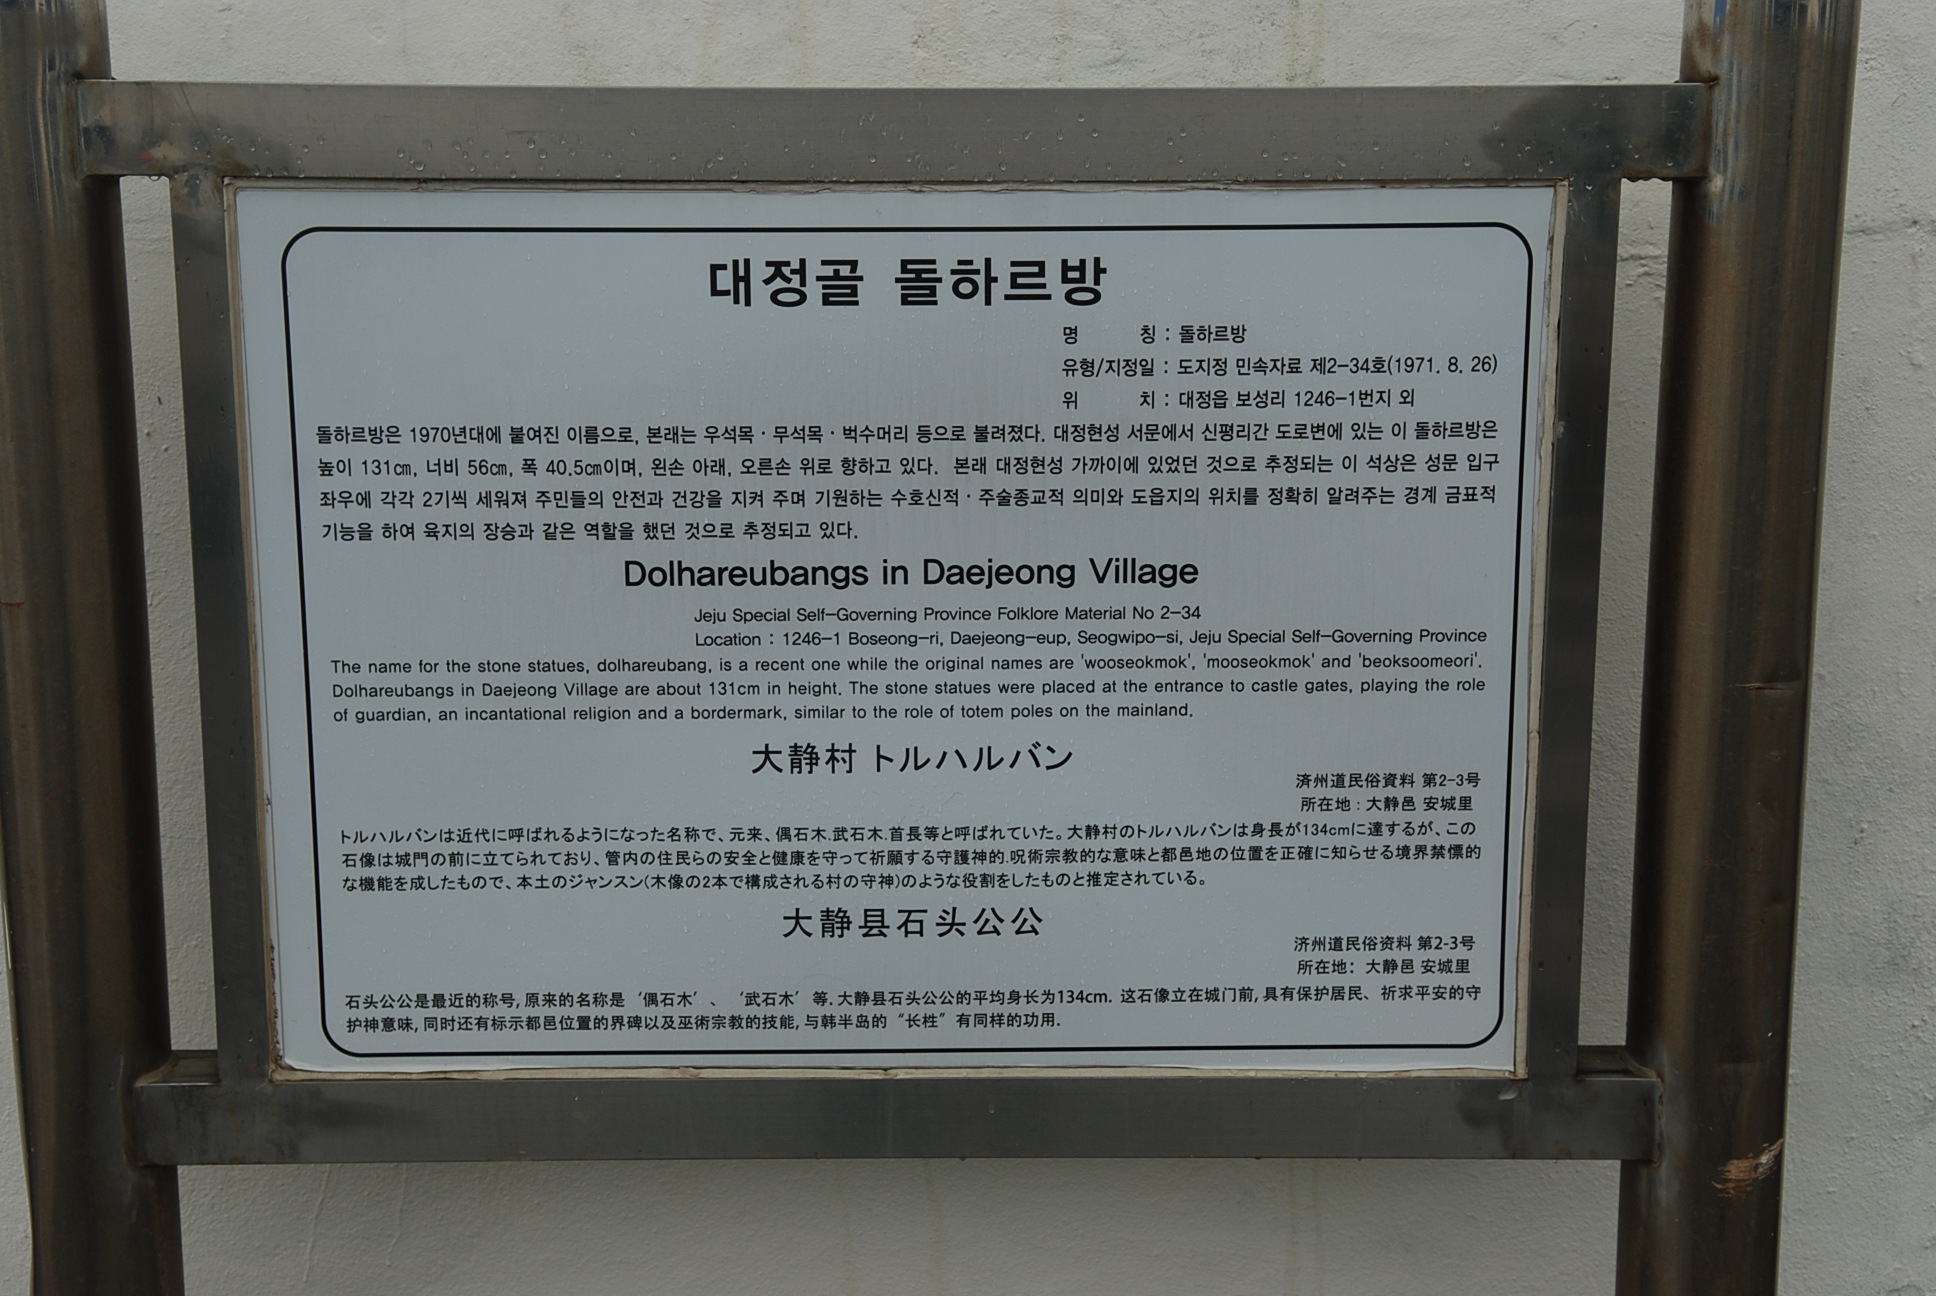 대정골 돌하르방
명 칭 : 돌하르방
유형/지정일 : 도지정 민속자료 제2-34호(1971. 8. 26)
위 치 : 대정읍 보성리 1246-1번지 외
돌하르방은 1970년대에 붙여진 이름으로, 본래는 우석목 · 무석목 · 벅수머리 등으로 불려졌다. 대정현성 서문에서 신평리간 도로변에 있는 이 돌하르방은
높이 131㎝, 너비 56㎝, 폭 40.5㎝이며, 왼손 아래, 오른손 위로 향하고 있다. 본래 대정현성 가까이에 있었던 것으로 추정되는 이 석상은 성문 입구
좌우에 각각 2기씩 세워져 주민들의 안전과 건강을 지켜 주며 기원하는 수호신적 · 주술종교적 의미와 도읍지의 위치를 정확히 알려주는 경계 금표적
기능을 하여 육지의 장승과 같은 역할을 했던 것으로 추정되고 있다.
Dolhareubangs in Daejeong Village
Jeju Special Self-Governing Province Folklore Material No 2-34
Location : 1246-1 Boseong-ri, Daejeong-eup, Seogwipo-si, Jeju Special Self-Governing Province
The name for the stone statues, dolhareubang, is a recent one while the original names are 'wooseokmok', 'mooseokmok' and 'beoksoomeori'.
Dolhareubangs in Daejeong Village are about 131cm in height. The stone statues were placed at the entrance to castle gates, playing the role
of guardian, an incantational religion and a bordermark, similar to the role of totem poles on the mainland.
大静村 トルハルバン
済州道民俗資料 第2-3号
所在地 : 大静邑 安城里
トルハルバンは近代に呼ばれるようになった名称で、元来、偶石木.武石木.首長等と呼ばれていた。大静村のトルハルバンは身長が134cmに達するが、この
石像は城門の前に立てられており、管内の住民らの安全と健康を守って祈願する守護神的.呪術宗教的な意味と都邑地の位置を正確に知らせる境界禁慓的
な機能を成したもので、本土のジャンスン(木像の2本で構成される村の守神)のような役割をしたものと推定されている。
大静县石头公公
济州道民俗资料 第2-3号
所在地: 大静邑 安城里
石头公公是最近的称号, 原来的名称是‘偶石木’、‘武石木’等. 大静县石头公公的平均身长为134cm. 这石像立在城门前, 具有保护居民、祈求平安的守
护神意味, 同时还有标示都邑位置的界碑以及巫術宗教的技能, 与韩半岛的“长栍”有同样的功用.